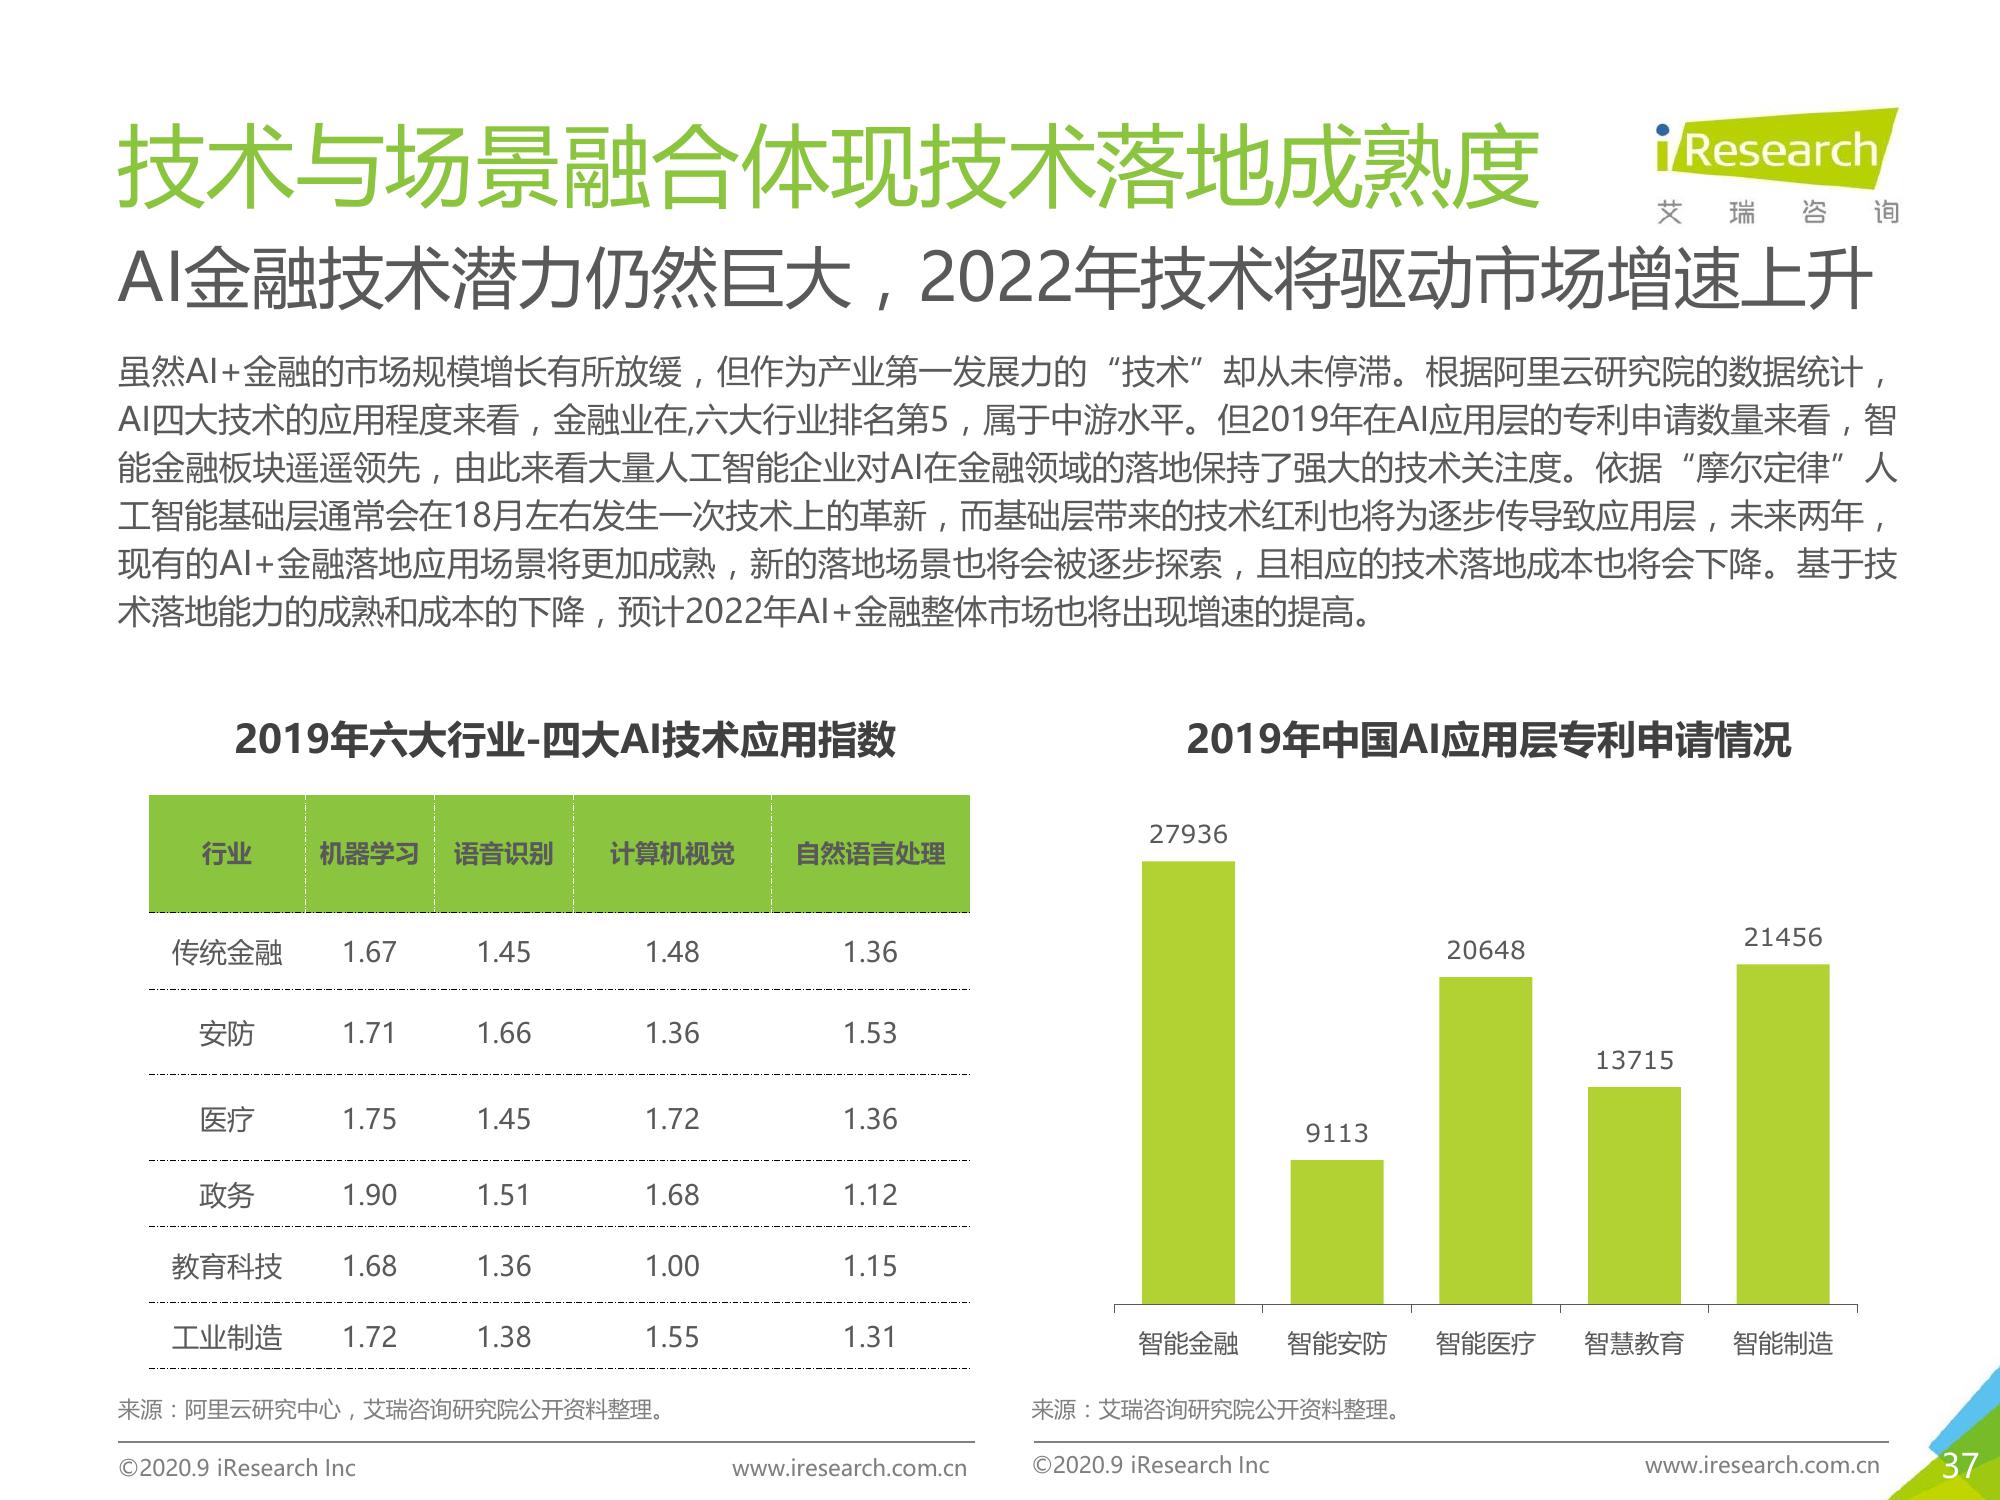 技术与场景融合体现技术落地成熟度
iResearch
艾瑞咨询
AI金融技术潜力仍然巨大，2022年技术将驱动市场增速上升
虽然AI+金融的市场规模增长有所放缓，但作为产业第一发展力的“技术”却从未停滞。根据阿里云研究院的数据统计，
AI四大技术的应用程度来看，金融业在,六大行业排名第5，属于中游水平。但2019年在AI应用层的专利申请数量来看，智
能金融板块遥遥领先，由此来看大量人工智能企业对AI在金融领域的落地保持了强大的技术关注度。依据“摩尔定律”人
工智能基础层通常会在18月左右发生一次技术上的革新，而基础层带来的技术红利也将为逐步传导致应用层，未来两年，
现有的AI+金融落地应用场景将更加成熟，新的落地场景也将会被逐步探索，且相应的技术落地成本也将会下降。基于技
术落地能力的成熟和成本的下降，预计2022年AI+金融整体市场也将出现增速的提高。
2019年六大行业-四大AI技术应用指数
行业 机器学习 语音识别 计算机视觉 自然语言处理
传统金融 1.67 1.45 1.48 1.36
安防 1.71 1.66 1.36 1.53
医疗 1.75 1.45 1.72 1.36
政务 1.90 1.51 1.68 1.12
教育科技 1.68 1.36 1.00 1.15
工业制造 1.72 1.38 1.55 1.31
来源：阿里云研究中心，艾瑞咨询研究院公开资料整理。
©2020.9 iResearch Inc www.iresearch.com.cn
2019年中国AI应用层专利申请情况
27936 9113 20648 13715 21456
智能金融 智能安防 智能医疗 智慧教育 智能制造
来源：艾瑞咨询研究院公开资料整理。
©2020.9 iResearch Inc www.iresearch.com.cn
37